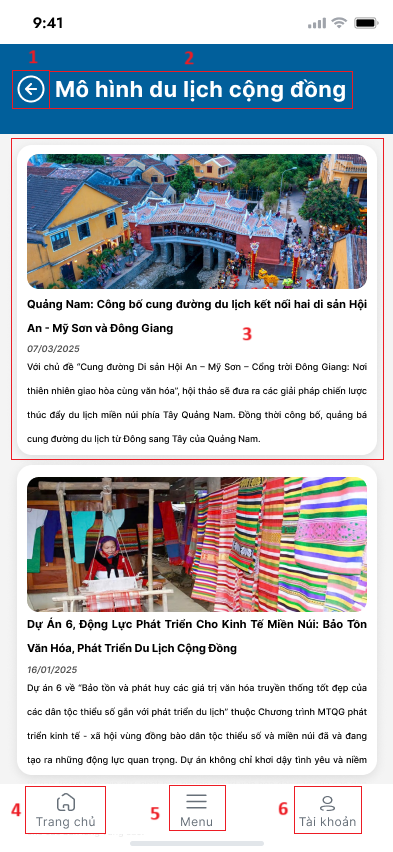 9:41
1
2
Mô hình du lịch cộng đồng
Quảng Nam: Công bố cung đường du lịch kết nối hai di sản Hội
An - Mỹ Sơn và Đông Giang
3
07/03/2025
Với chủ đề “Cung đường Di sản Hội An – Mỹ Sơn – Cổng trời Đông Giang: Nơi
thiên nhiên giao hòa cùng văn hóa”, hội thảo sẽ đưa ra các giải pháp chiến lược
thúc đẩy du lịch miền núi phía Tây Quảng Nam. Đồng thời công bố, quảng bá
cung đường du lịch từ Đông sang Tây của Quảng Nam.
Dự Án 6, Động Lực Phát Triển Cho Kinh Tế Miền Núi: Bảo Tồn
Văn Hóa, Phát Triển Du Lịch Cộng Đồng
16/01/2025
Dự án 6 về “Bảo tồn và phát huy các giá trị văn hóa truyền thống tốt đẹp của
các dân tộc thiểu số gắn với phát triển du lịch” thuộc Chương trình MTQG phát
triển kinh tế - xã hội vùng đồng bào dân tộc thiểu số và miền núi đã và đang
tạo ra những động lực quan trọng. Dự án không chỉ khơi dậy tình yêu và niềm
4
Trang chủ
5
Menu
6
Tài khoản